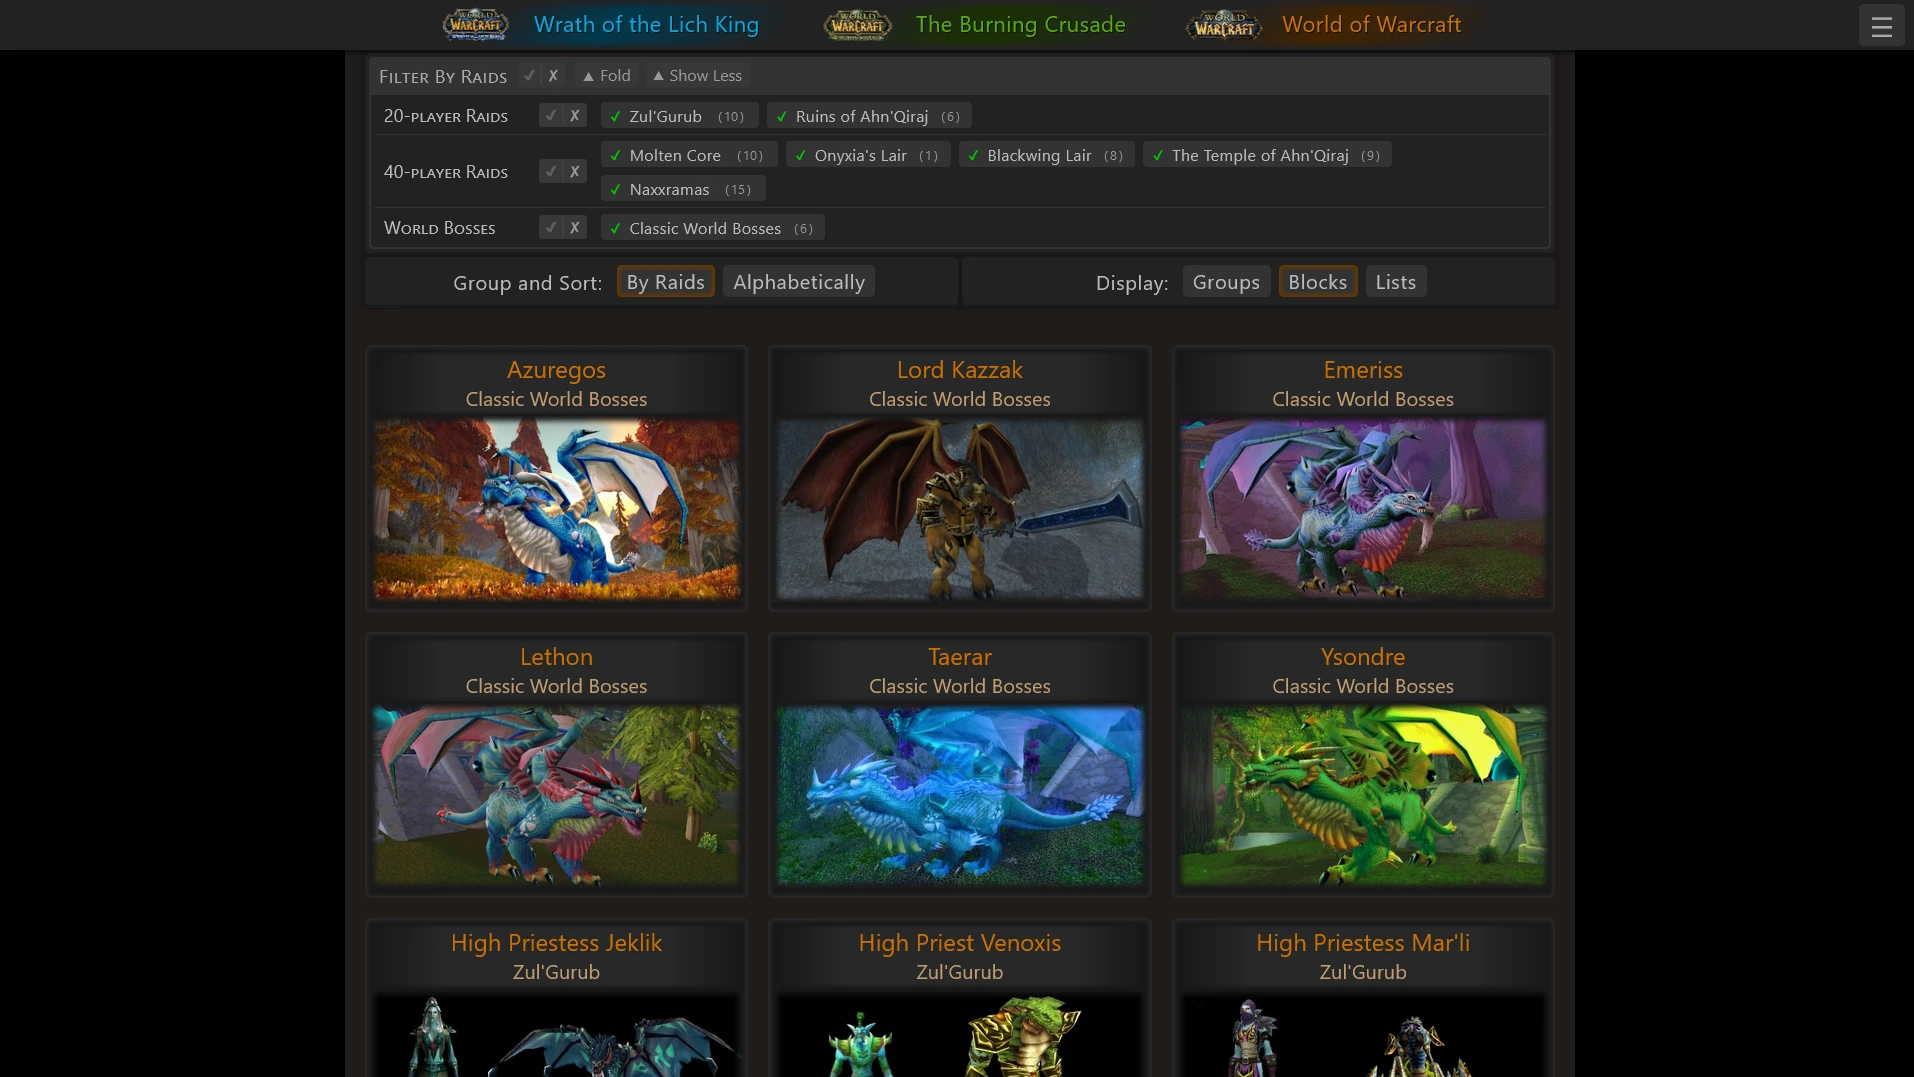 Wrath of the Lich King The Burning Crusade World of Warcraft
Filter By Raids ✓ ✗ ▲ Fold ▲ Show Less
20-player Raids ✓ ✗ ✓ Zul'Gurub (10) ✓ Ruins of Ahn'Qiraj (6)
40-player Raids ✓ ✗ ✓ Molten Core (10) ✓ Onyxia's Lair (1) ✓ Blackwing Lair (8) ✓ The Temple of Ahn'Qiraj (9)
✓ Naxxramas (15)
World Bosses ✓ ✗ ✓ Classic World Bosses (6)
Group and Sort: By Raids Alphabetically Display: Groups Blocks Lists
Azuregos
Classic World Bosses
Lord Kazzak
Classic World Bosses
Emeriss
Classic World Bosses
Lethon
Classic World Bosses
Taerar
Classic World Bosses
Ysondre
Classic World Bosses
High Priestess Jeklik
Zul'Gurub
High Priest Venoxis
Zul'Gurub
High Priestess Mar'li
Zul'Gurub